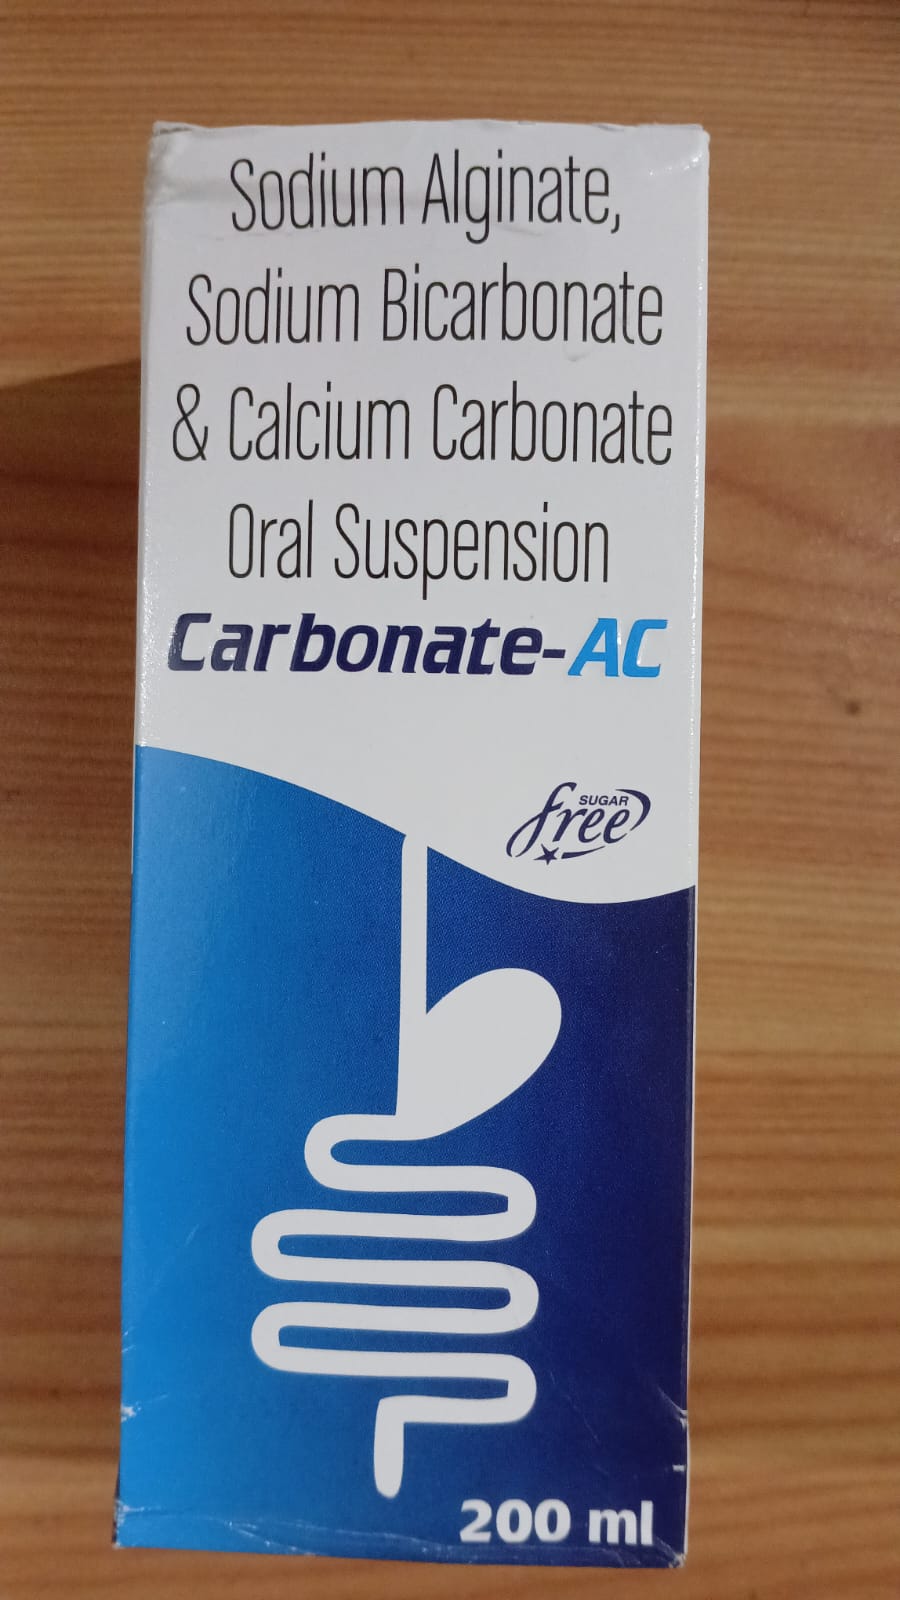 Sodium Alginate,
Sodium Bicarbonate
& Calcium Carbonate
Oral Suspension
Carbonate-AC
SUGAR
free
200 ml